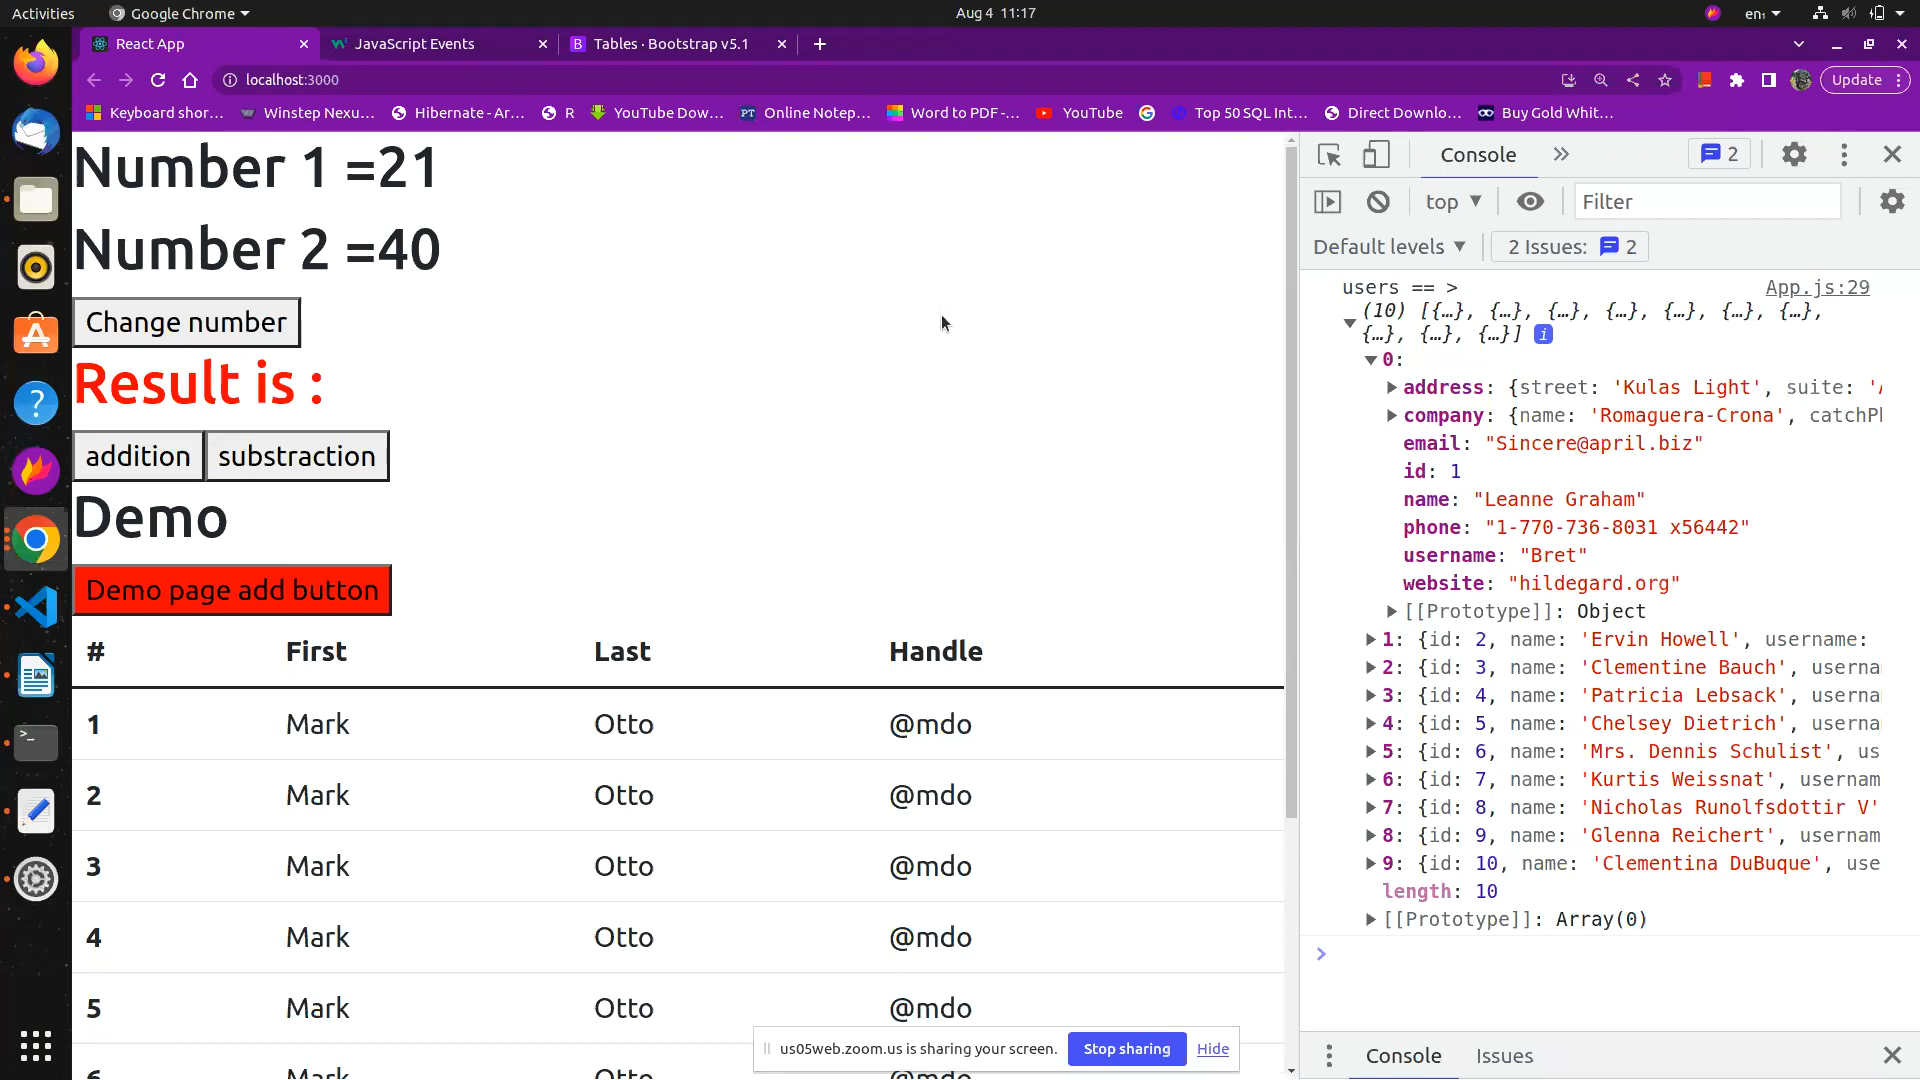 Activities
Google Chrome
Aug 4 11:17
en₁
React App
JavaScript Events
Tables · Bootstrap v5.1
localhost:3000
Update
Keyboard shor...
Winstep Nexu...
Hibernate - Ar...
R
YouTube Dow...
PT
Online Notep...
Word to PDF -...
YouTube
Top 50 SQL Int...
Direct Downlo...
Buy Gold Whit...
Number 1 =21
Number 2 =40
Change number
Result is :
addition
substraction
Demo
Demo page add button
# First Last Handle
1 Mark Otto @mdo
2 Mark Otto @mdo
3 Mark Otto @mdo
4 Mark Otto @mdo
5 Mark Otto @mdo
6 Mark Otto @mdo
us05web.zoom.us is sharing your screen.
Stop sharing
Hide
Console
2
top
Filter
Default levels
2 Issues:
2
users == >
App.js:29
(10) [{…}, {…}, {…}, {…}, {…}, {…}, {…},
{…}, {…}, {…}]
0:
address: {street: 'Kulas Light', suite: 'A
company: {name: 'Romaguera-Crona', catchPh
email: "Sincere@april.biz"
id: 1
name: "Leanne Graham"
phone: "1-770-736-8031 x56442"
username: "Bret"
website: "hildegard.org"
[[Prototype]]: Object
1: {id: 2, name: 'Ervin Howell', username:
2: {id: 3, name: 'Clementine Bauch', userna
3: {id: 4, name: 'Patricia Lebsack', userna
4: {id: 5, name: 'Chelsey Dietrich', userna
5: {id: 6, name: 'Mrs. Dennis Schulist', us
6: {id: 7, name: 'Kurtis Weissnat', usernam
7: {id: 8, name: 'Nicholas Runolfsdottir V'
8: {id: 9, name: 'Glenna Reichert', usernam
9: {id: 10, name: 'Clementina DuBuque', use
length: 10
[[Prototype]]: Array(0)
Console
Issues